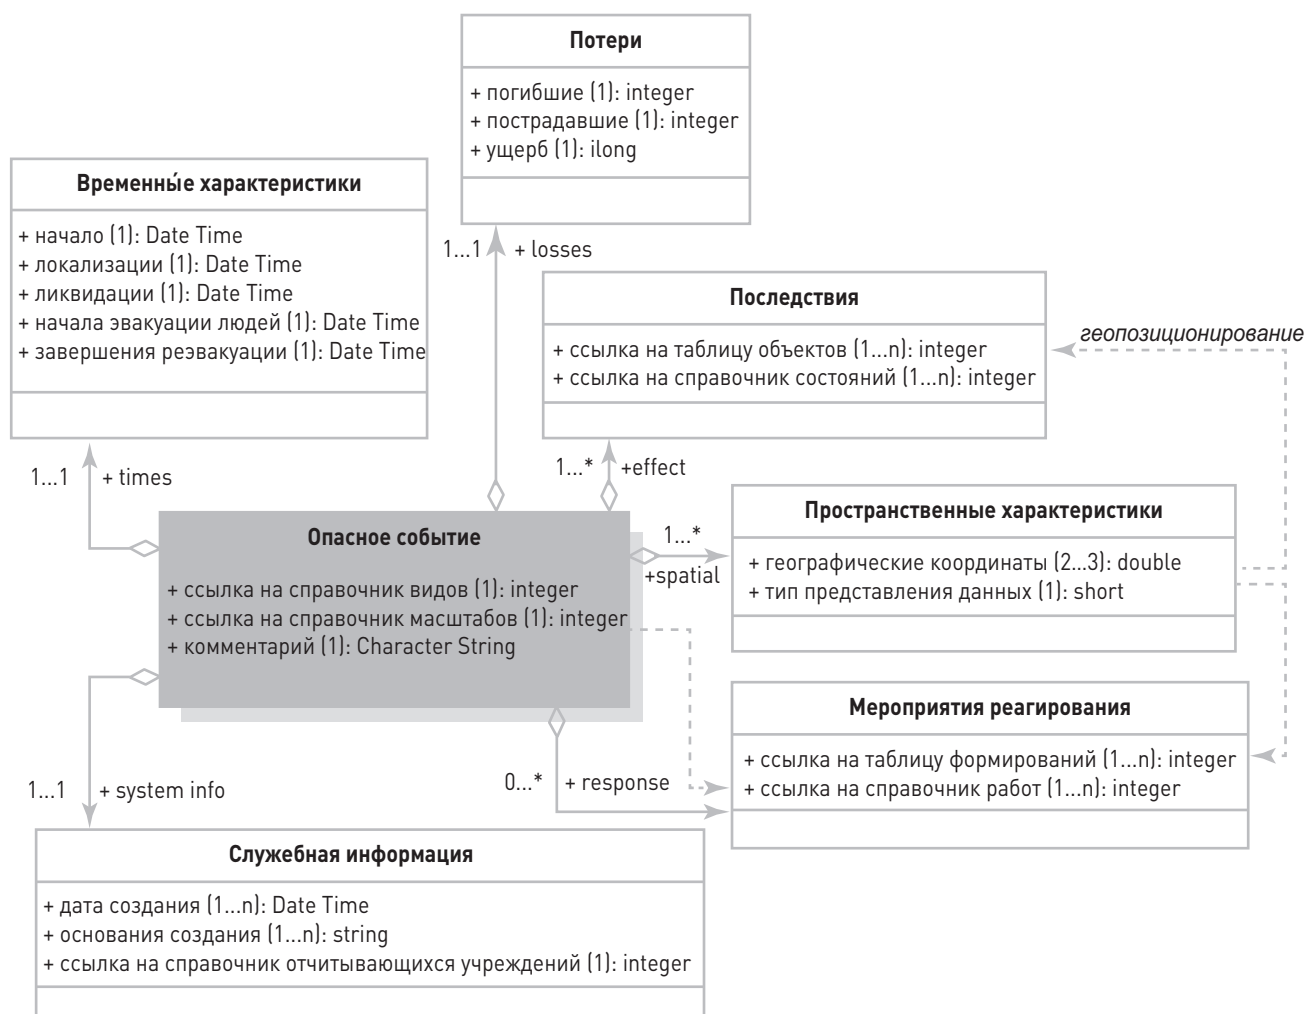 Потери
+ погибшие (1): integer
+ пострадавшие (1): integer
+ ущерб (1): ilong
Временны́е характеристики
+ начало (1): Date Time
+ локализации (1): Date Time
+ ликвидации (1): Date Time
+ начала эвакуации людей (1): Date Time
+ завершения реэвакуации (1): Date Time
1...1 + losses
Последствия
+ ссылка на таблицу объектов (1...n): integer
+ ссылка на справочник состояний (1...n): integer
геопозиционирование
1...1 + times
1...* +effect
Пространственные характеристики
+ географические координаты (2...3): double
+ тип представления данных (1): short
Опасное событие
+ ссылка на справочник видов (1): integer
+ ссылка на справочник масштабов (1): integer
+ комментарий (1): Character String
1...*
+spatial
Мероприятия реагирования
+ ссылка на таблицу формирований (1...n): integer
+ ссылка на справочник работ (1...n): integer
1...1 + system info
0...* + response
Служебная информация
+ дата создания (1...n): Date Time
+ основания создания (1...n): string
+ ссылка на справочник отчитывающихся учреждений (1): integer